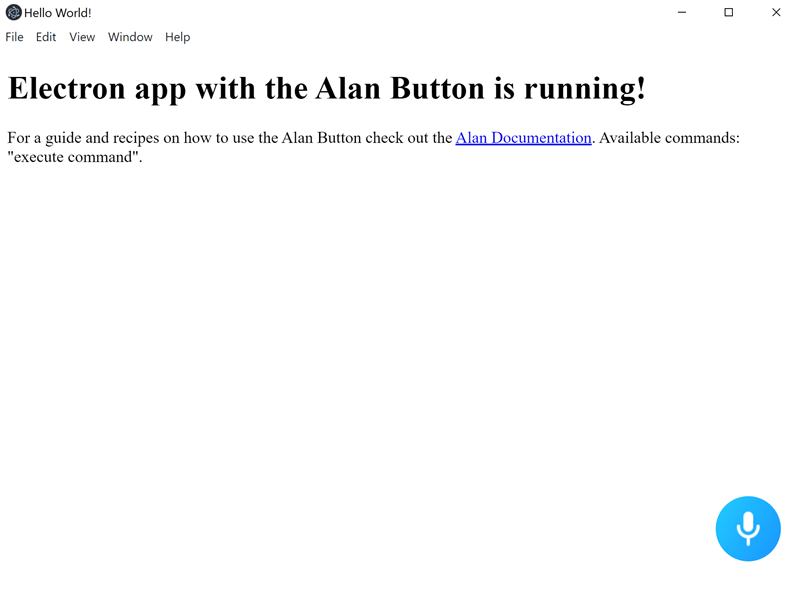 Hello World!
File Edit View Window Help
Electron app with the Alan Button is running!
For a guide and recipes on how to use the Alan Button check out the Alan Documentation. Available commands:
"execute command".